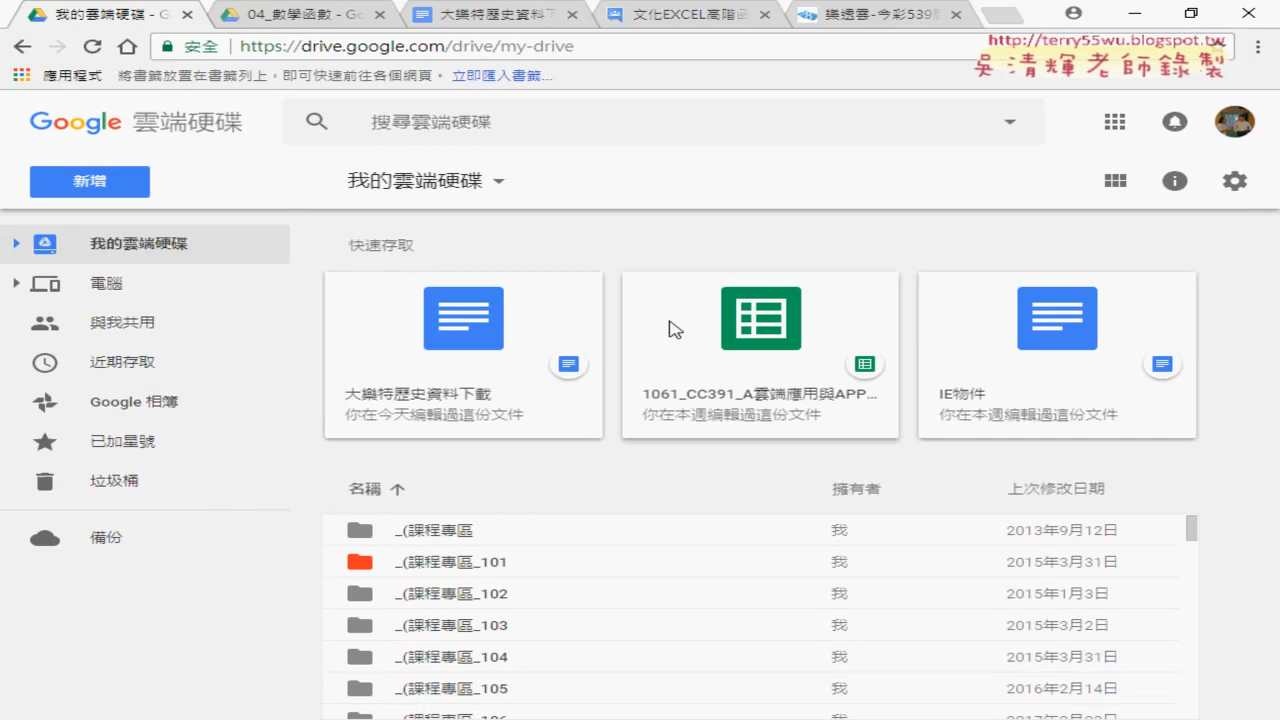 我的雲端硬碟 - G
04_數學函數 - Go
大樂特歷史資料下
文化EXCEL高階函
樂透雲-今彩539
安全
https://drive.google.com/drive/my-drive
http://terry55wu.blogspot.tw
吳清輝老師錄製
應用程式
將書籤放置在書籤列上，即可快速前往各個網頁。
立即匯入書籤...
Google 雲端硬碟
搜尋雲端硬碟
新增
我的雲端硬碟
我的雲端硬碟
電腦
與我共用
近期存取
Google 相簿
已加星號
垃圾桶
備份
快速存取
大樂特歷史資料下載
你在今天編輯過這份文件
1061_CC391_A雲端應用與APP...
你在本週編輯過這份文件
IE物件
你在本週編輯過這份文件
名稱
擁有者
上次修改日期
_(課程專區
我
2013年9月12日
_(課程專區_101
我
2015年3月31日
_(課程專區_102
我
2015年1月3日
_(課程專區_103
我
2015年3月2日
_(課程專區_104
我
2015年3月31日
_(課程專區_105
我
2016年2月14日